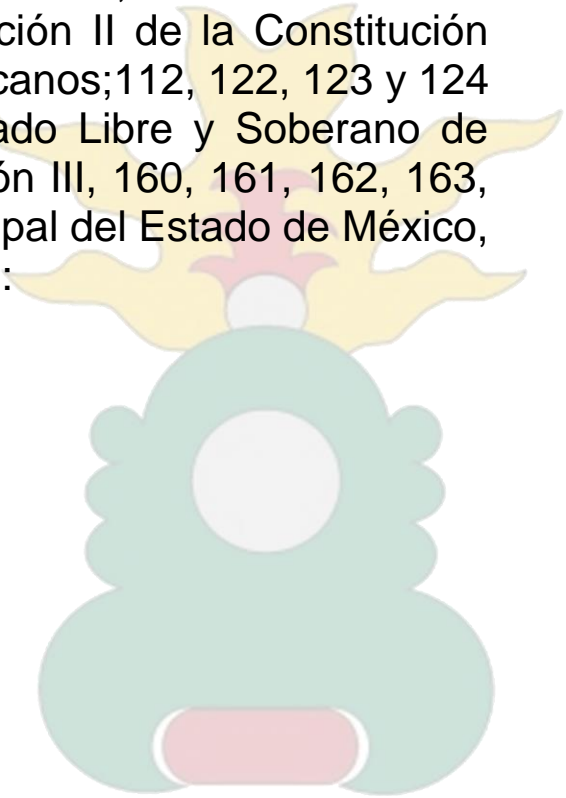 ción II de la Constitución
canos;112, 122, 123 y 124
ado Libre y Soberano de
ón III, 160, 161, 162, 163,
pal del Estado de México,
: